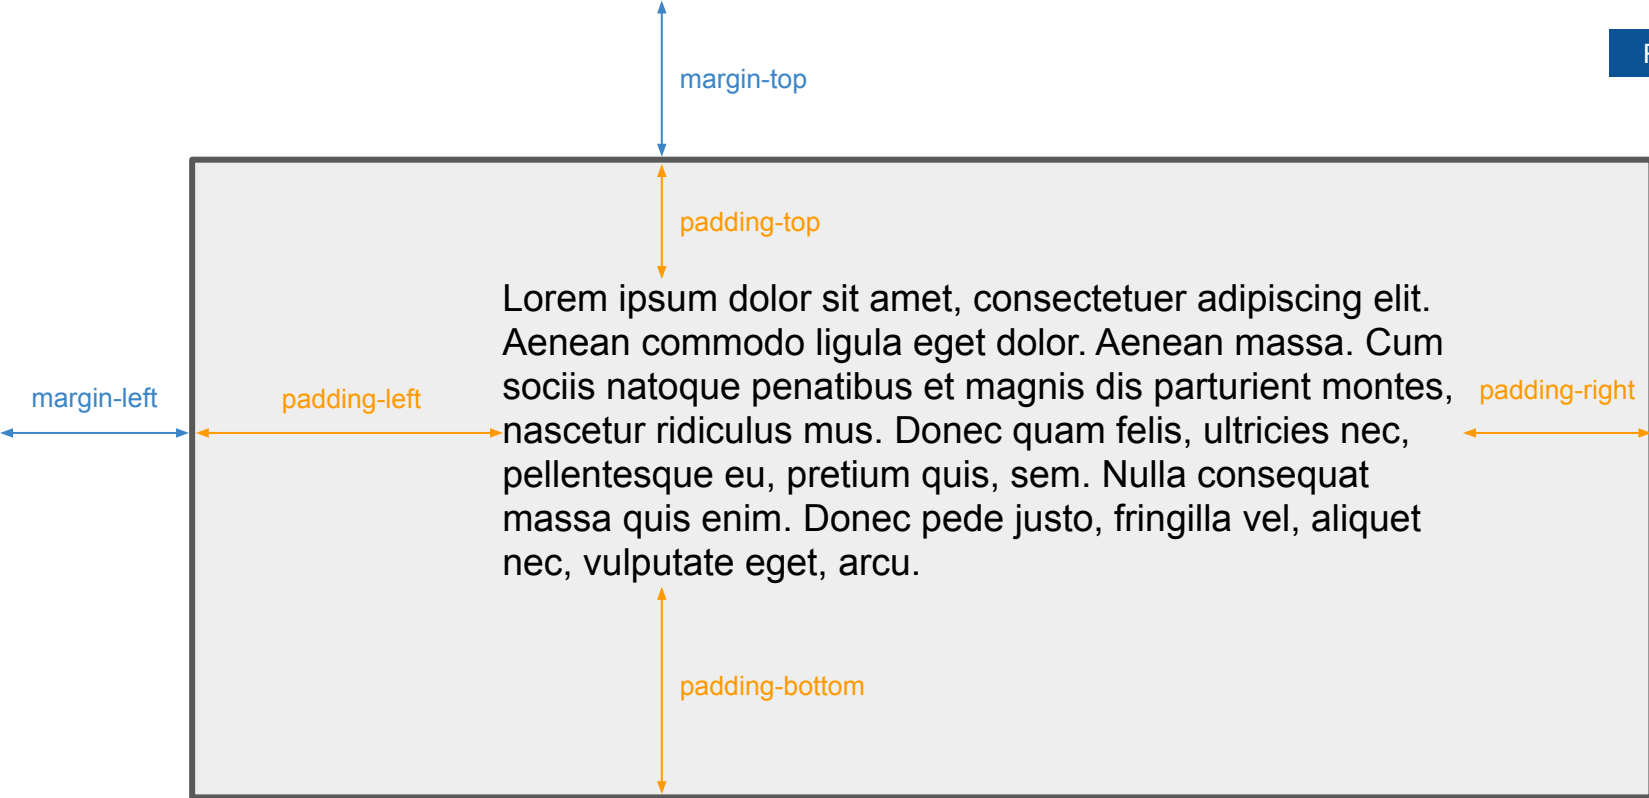 margin-top
padding-top
Lorem ipsum dolor sit amet, consectetuer adipiscing elit.
Aenean commodo ligula eget dolor. Aenean massa. Cum
sociis natoque penatibus et magnis dis parturient montes,
nascetur ridiculus mus. Donec quam felis, ultricies nec,
pellentesque eu, pretium quis, sem. Nulla consequat
massa quis enim. Donec pede justo, fringilla vel, aliquet
nec, vulputate eget, arcu.
margin-left
padding-left
padding-right
padding-bottom